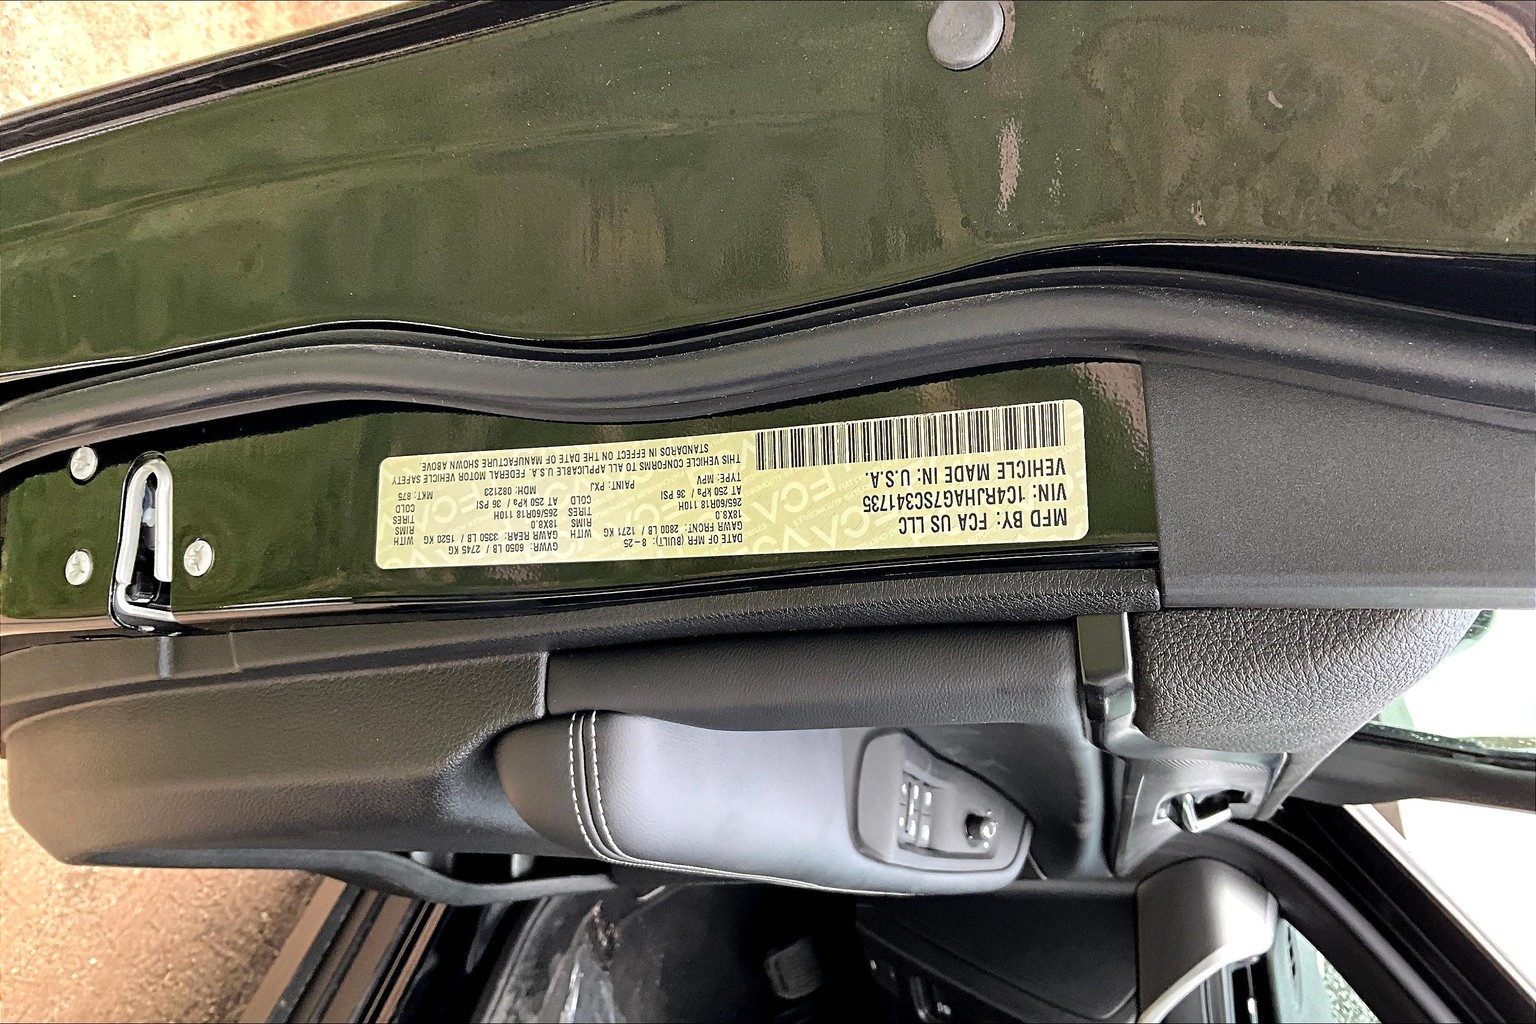 MFD BY: FCA US LLC
VIN: 1C4RJHAG7SC341735
VEHICLE MADE IN: U.S.A.
DATE OF MFR (BUILT): 8-25 GVWR: 6050 LB / 2745 KG
GAWR FRONT: 2800 LB / 1271 KG WITH GAWR REAR: 3350 LB / 1520 KG WITH
18X8.0 RIMS 18X8.0 RIMS
265/60R18 110H TIRES 265/60R18 110H TIRES
AT 250 kPa / 36 PSI COLD AT 250 kPa / 36 PSI COLD
TYPE: MPV PAINT: PXJ MDH: 082123 MKT: 875
THIS VEHICLE CONFORMS TO ALL APPLICABLE U.S.A. FEDERAL MOTOR VEHICLE SAFETY
STANDARDS IN EFFECT ON THE DATE OF MANUFACTURE SHOWN ABOVE.